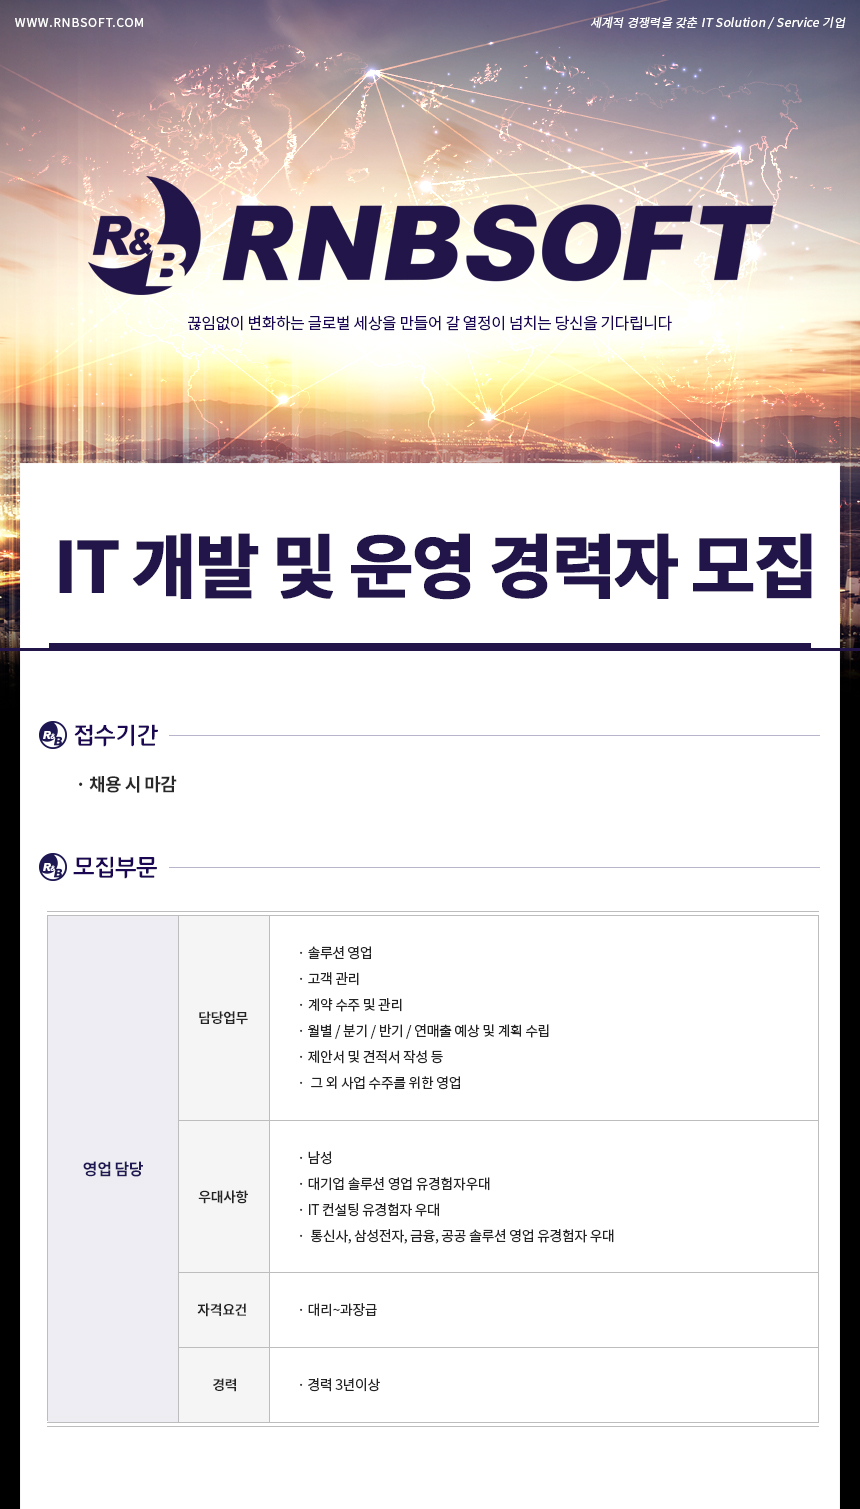 WWW.RNBSOFT.COM
세계적 경쟁력을 갖춘 IT Solution / Service 기업
R&B RNBSOFT
끊임없이 변화하는 글로벌 세상을 만들어 갈 열정이 넘치는 당신을 기다립니다
IT 개발 및 운영 경력자 모집
R&B 접수기간
· 채용 시 마감
R&B 모집부문
영업 담당
담당업무
· 솔루션 영업
· 고객 관리
· 계약 수주 및 관리
· 월별 / 분기 / 반기 / 연매출 예상 및 계획 수립
· 제안서 및 견적서 작성 등
· 그 외 사업 수주를 위한 영업
우대사항
· 남성
· 대기업 솔루션 영업 유경험자우대
· IT 컨설팅 유경험자 우대
· 통신사, 삼성전자, 금융, 공공 솔루션 영업 유경험자 우대
자격요건
· 대리~과장급
경력
· 경력 3년이상